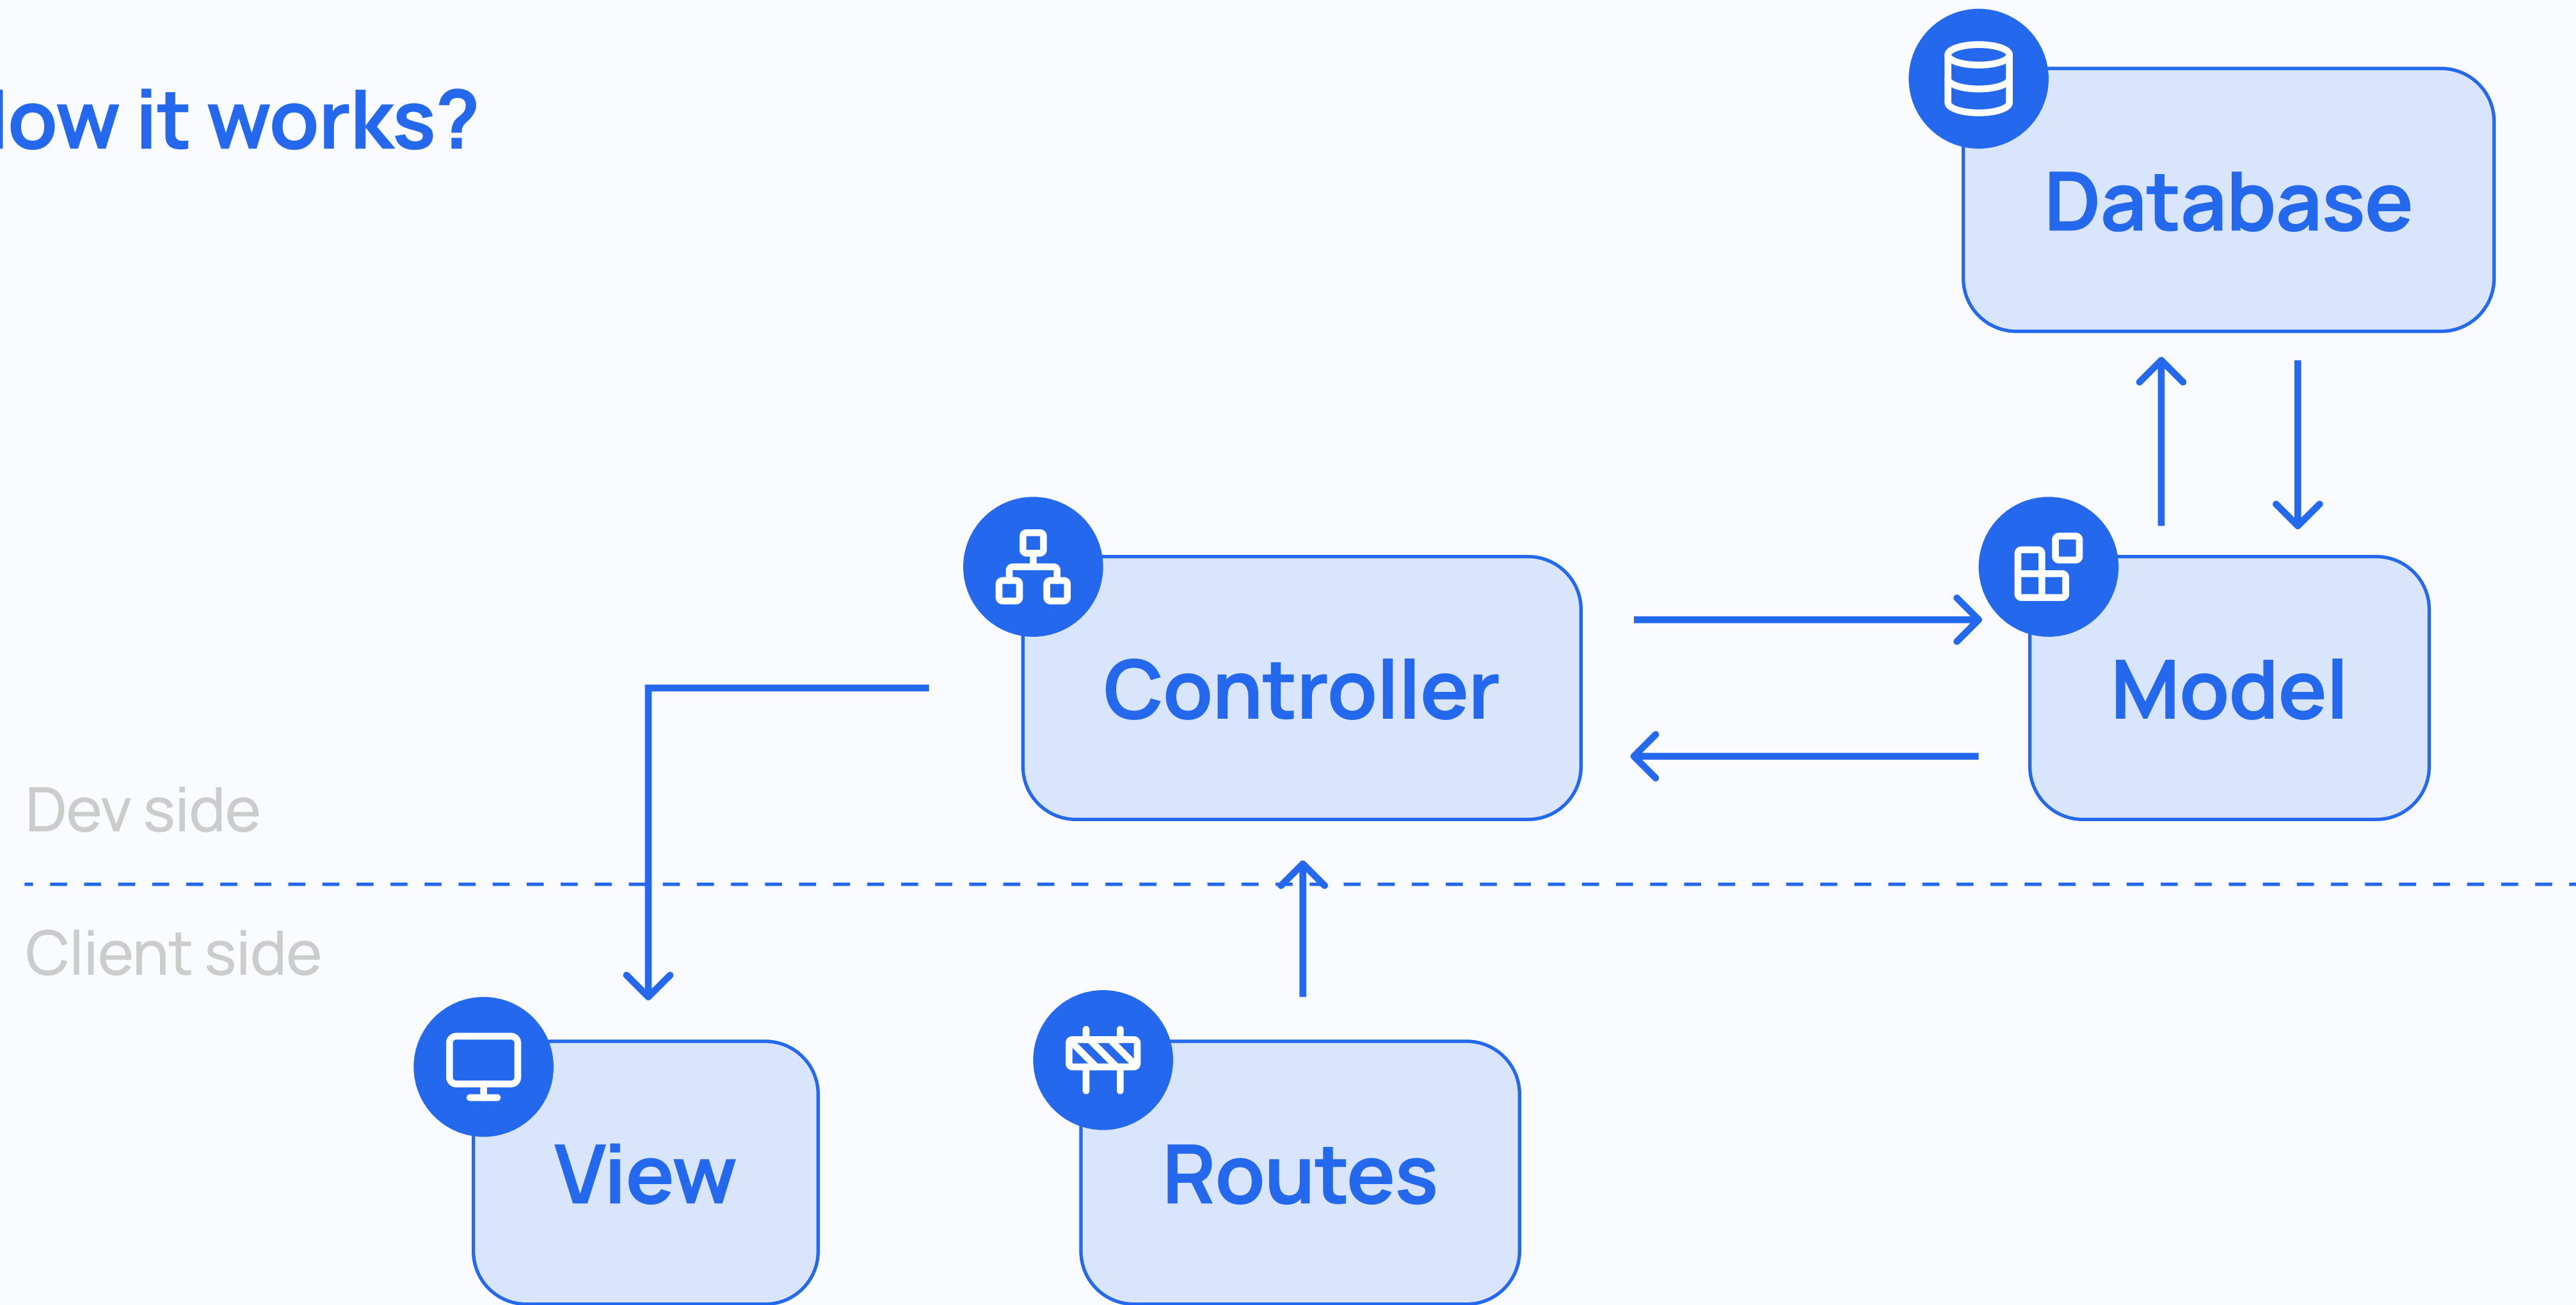 low it works?
Database
Controller
Model
Dev side
Client side
View
Routes